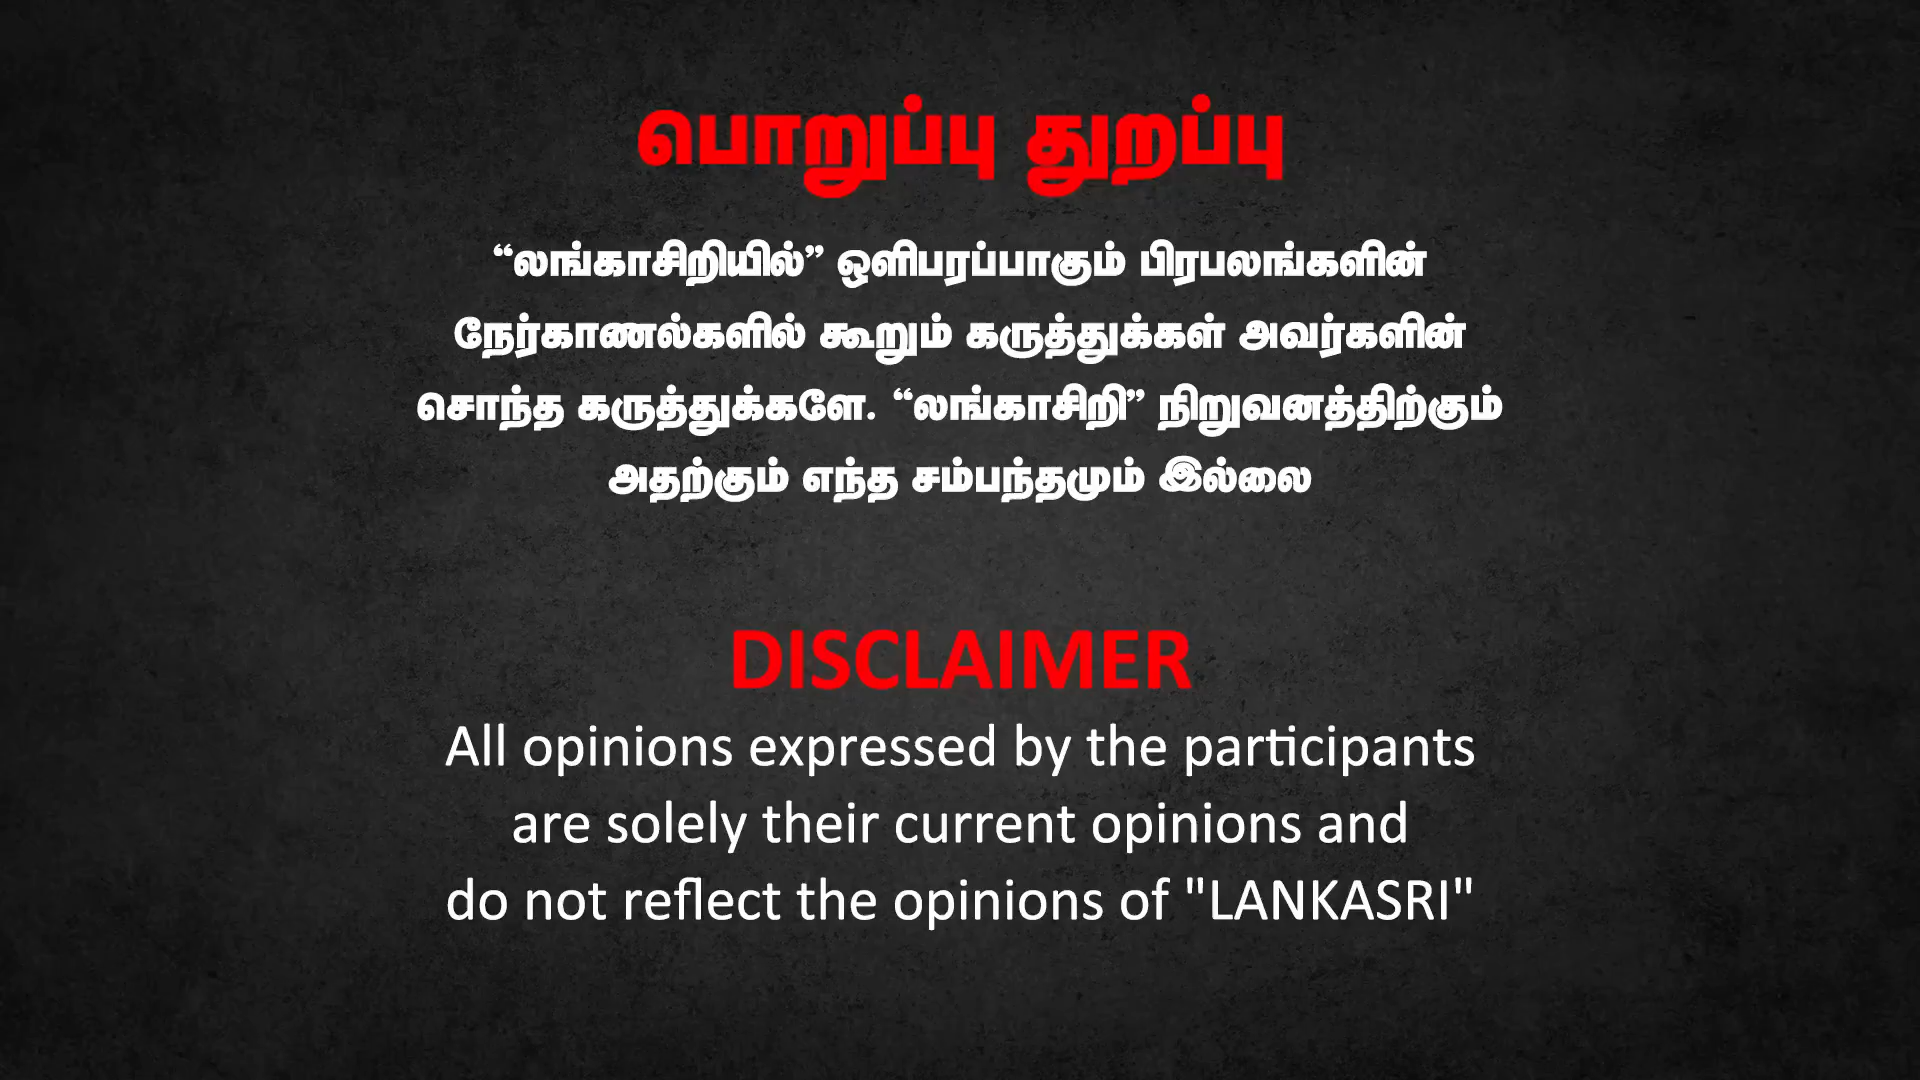 பொறுப்பு துறப்பு
“லங்காசிறியில்” ஒளிபரப்பாகும் பிரபலங்களின்
நேர்காணல்களில் கூறும் கருத்துக்கள் அவர்களின்
சொந்த கருத்துக்களே. “லங்காசிறி” நிறுவனத்திற்கும்
அதற்கும் எந்த சம்பந்தமும் இல்லை
DISCLAIMER
All opinions expressed by the participants
are solely their current opinions and
do not reflect the opinions of "LANKASRI"